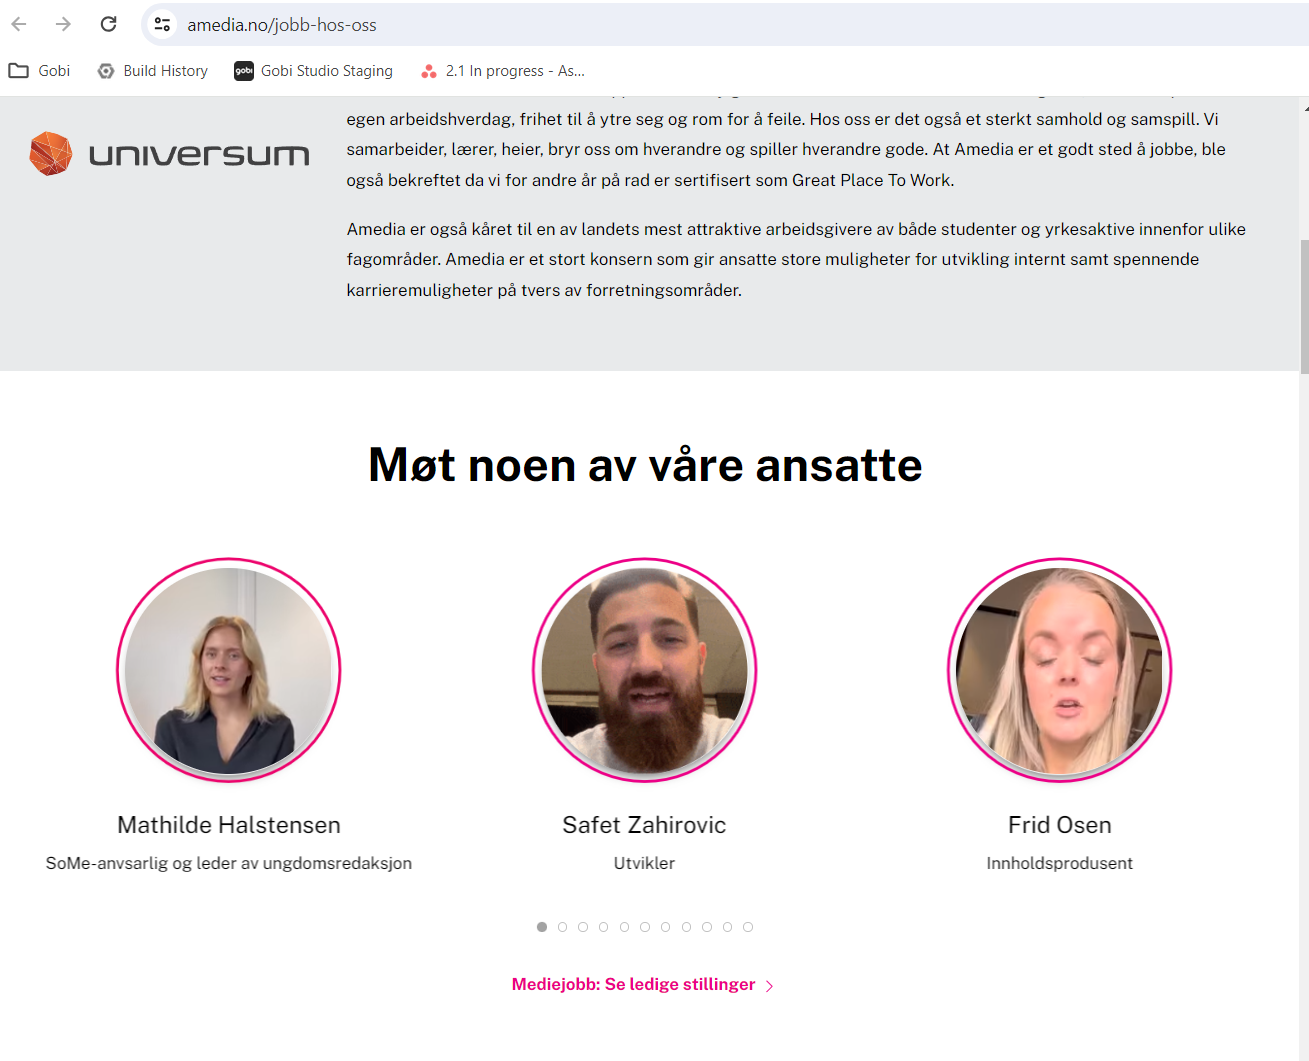 amedia.no/jobb-hos-oss
Gobi
Build History
gobi
Gobi Studio Staging
2.1 In progress - As...
universum
egen arbeidshverdag, frihet til å ytre seg og rom for å feile. Hos oss er det også et sterkt samhold og samspill. Vi
samarbeider, lærer, heier, bryr oss om hverandre og spiller hverandre gode. At Amedia er et godt sted å jobbe, ble
også bekreftet da vi for andre år på rad er sertifisert som Great Place To Work.
Amedia er også kåret til en av landets mest attraktive arbeidsgivere av både studenter og yrkesaktive innenfor ulike
fagområder. Amedia er et stort konsern som gir ansatte store muligheter for utvikling internt samt spennende
karrieremuligheter på tvers av forretningsområder.
Møt noen av våre ansatte
Mathilde Halstensen
SoMe-anvsarlig og leder av ungdomsredaksjon
Safet Zahirovic
Utvikler
Frid Osen
Innholdsprodusent
Mediejobb: Se ledige stillinger